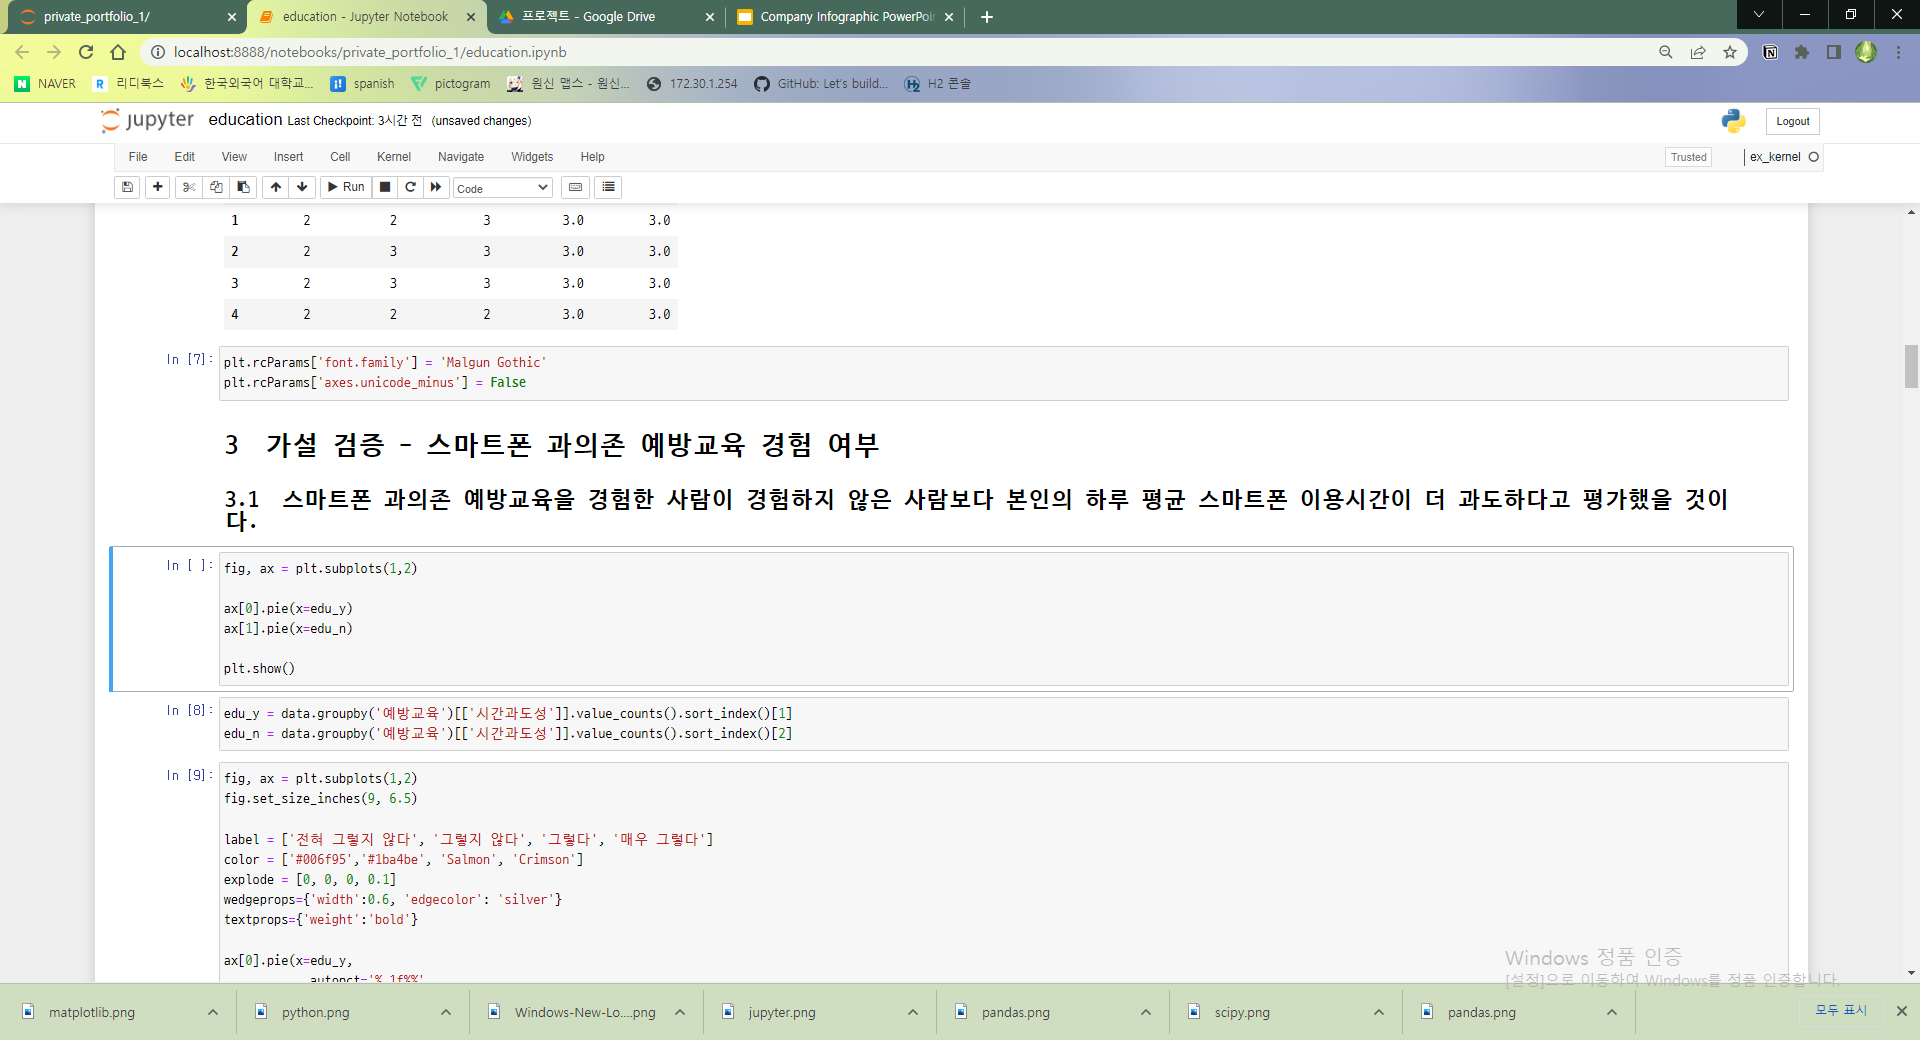 private_portfolio_1/
education - Jupyter Notebook
프로젝트 - Google Drive
Company Infographic PowerPoin
localhost:8888/notebooks/private_portfolio_1/education.ipynb
NAVER
리디북스
한국외국어 대학교...
spanish
pictogram
원신 맵스 - 원신...
172.30.1.254
GitHub: Let's build...
H2 콘솔
jupyter education Last Checkpoint: 3시간 전 (unsaved changes)
Logout
File Edit View Insert Cell Kernel Navigate Widgets Help
Trusted
ex_kernel
Run
Code
1 2 2 3 3.0 3.0
2 2 3 3 3.0 3.0
3 2 3 3 3.0 3.0
4 2 2 2 3.0 3.0
In [7]:
plt.rcParams['font.family'] = 'Malgun Gothic'
plt.rcParams['axes.unicode_minus'] = False
3 가설 검증 - 스마트폰 과의존 예방교육 경험 여부
3.1 스마트폰 과의존 예방교육을 경험한 사람이 경험하지 않은 사람보다 본인의 하루 평균 스마트폰 이용시간이 더 과도하다고 평가했을 것이
다.
In [ ]:
fig, ax = plt.subplots(1,2)
ax[0].pie(x=edu_y)
ax[1].pie(x=edu_n)
plt.show()
In [8]:
edu_y = data.groupby('예방교육')[['시간과도성']].value_counts().sort_index()[1]
edu_n = data.groupby('예방교육')[['시간과도성']].value_counts().sort_index()[2]
In [9]:
fig, ax = plt.subplots(1,2)
fig.set_size_inches(9, 6.5)
label = ['전혀 그렇지 않다', '그렇지 않다', '그렇다', '매우 그렇다']
color = ['#006f95','#1ba4be', 'Salmon', 'Crimson']
explode = [0, 0, 0, 0.1]
wedgeprops={'width':0.6, 'edgecolor': 'silver'}
textprops={'weight':'bold'}
ax[0].pie(x=edu_y,
autopct='%.1f%%',
Windows 정품 인증
[설정]으로 이동하여 Windows를 정품 인증합니다.
matplotlib.png
python.png
Windows-New-Lo....png
jupyter.png
pandas.png
scipy.png
pandas.png
모두 표시